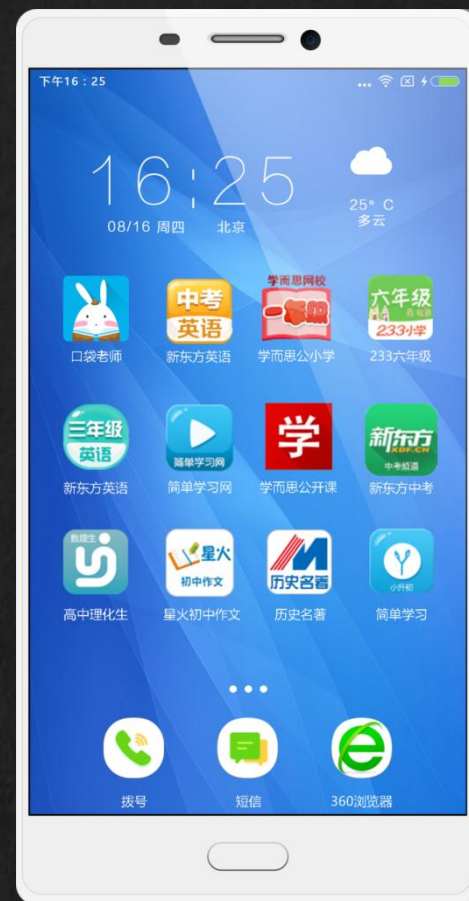 下午16：25
16:25
08/16 周四 北京
25° C
多云
中考
英语
学而思网校
一年级
六年级
233小学
口袋老师
新东方英语
学而思公小学
233六年级
三年级
英语
简单学习网
学
新东方
XDF.CN
中考频道
新东方英语
简单学习网
学而思公开课
新东方中考
数理生
星火
初中作文
历史名著
小升初
高中理化生
星火初中作文
历史名著
简单学习
拨号
短信
360浏览器